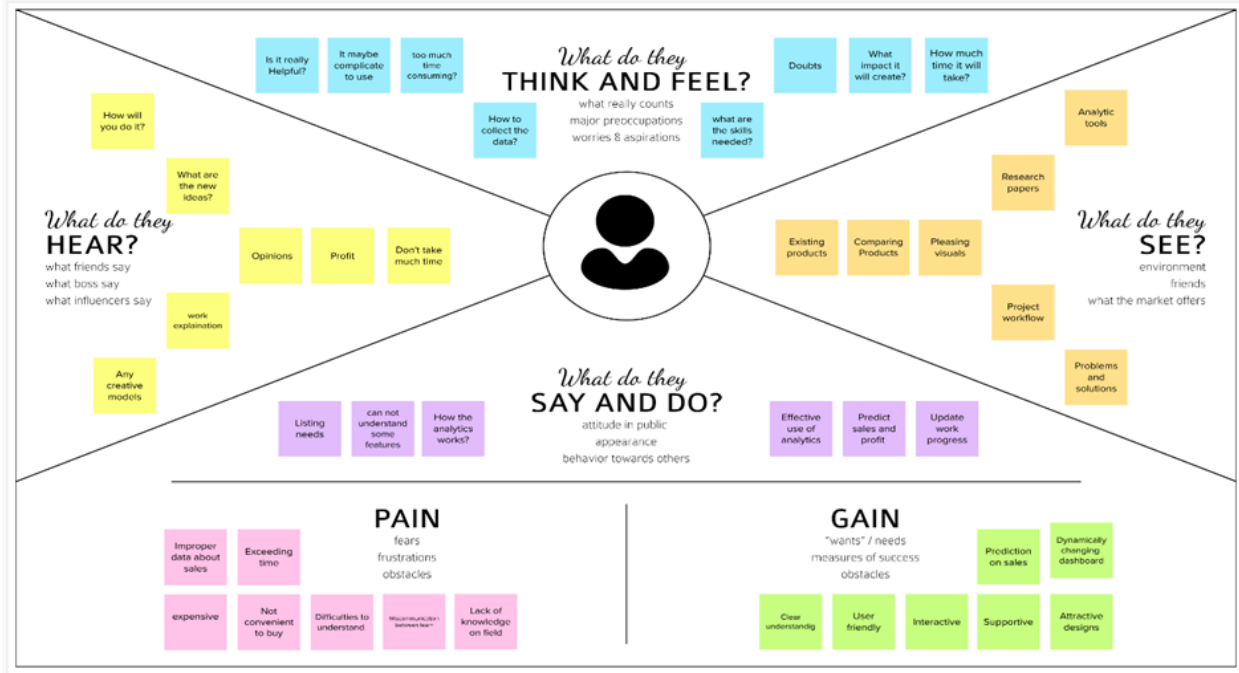 What do they
THINK AND FEEL?
what really counts
major preoccupations
worries 8 aspirations
Is it really
Helpful?
It maybe
complicate
to use
too much
time
consuming?
How to
collect the
data?
what are
the skills
needed?
Doubts
What
impact it
will create?
How much
time it will
take?
What do they
HEAR?
what friends say
what boss say
what influencers say
How will
you do it?
What are
the new
ideas?
Opinions
Profit
Don't take
much time
work
explaination
Any
creative
models
What do they
SEE?
environment
friends
what the market offers
Analytic
tools
Research
papers
Existing
products
Comparing
Products
Pleasing
visuals
Project
workflow
Problems
and
solutions
What do they
SAY AND DO?
attitude in public
appearance
behavior towards others
Listing
needs
can not
understand
some
features
How the
analytics
works?
Effective
use of
analytics
Predict
sales and
profit
Update
work
progress
PAIN
fears
frustrations
obstacles
Improper
data about
sales
Exceeding
time
expensive
Not
convenient
to buy
Difficulties to
understand
Miscommunication
between team
Lack of
knowledge
on field
GAIN
"wants" / needs
measures of success
obstacles
Prediction
on sales
Dynamically
changing
dashboard
Clear
understandig
User
friendly
Interactive
Supportive
Attractive
designs